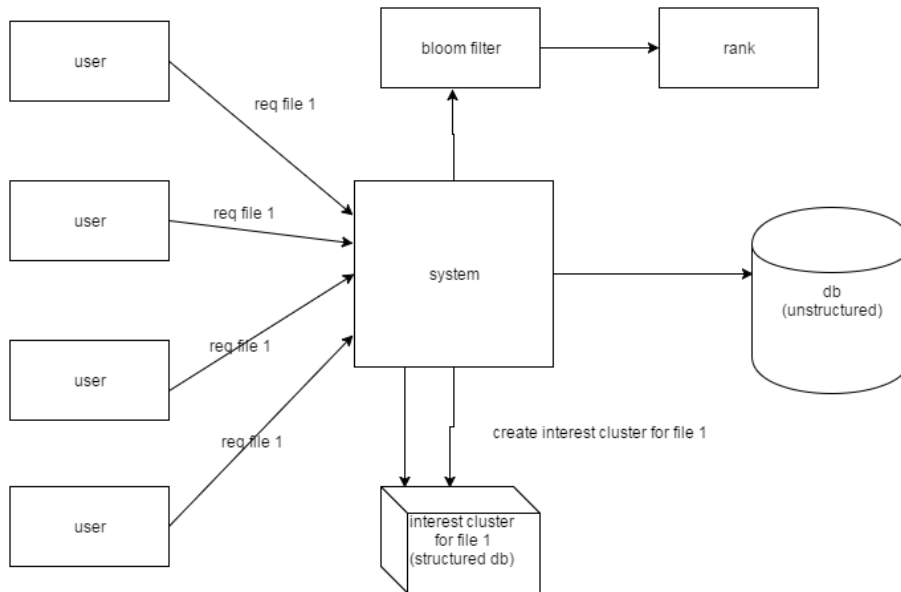 user
bloom filter
rank
req file 1
user
req file 1
system
db
(unstructured)
req file 1
user
req file 1
create interest cluster for file 1
user
interest cluster
for file 1
(structured db)